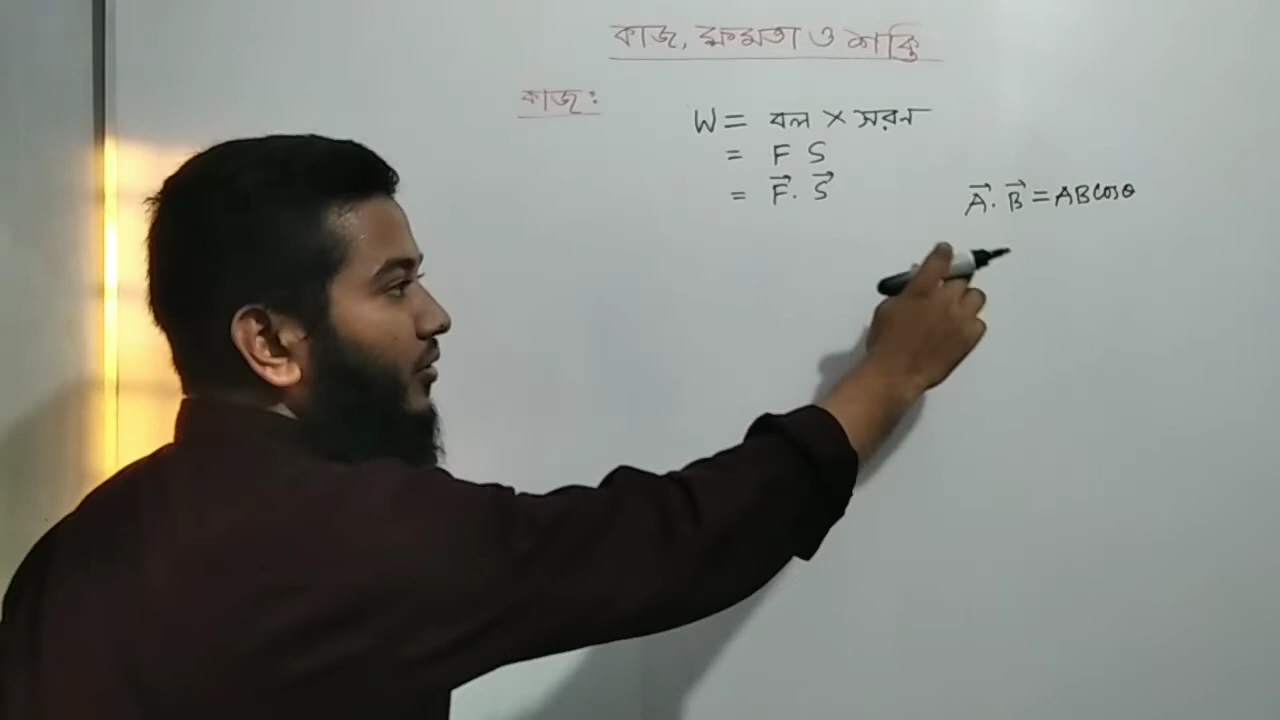 কাজ, ক্ষমতা ও শক্তি
কাজঃ
W = বল × সরন
= F S
= F⃗ . S⃗
A⃗ . B⃗ = AB cosθ